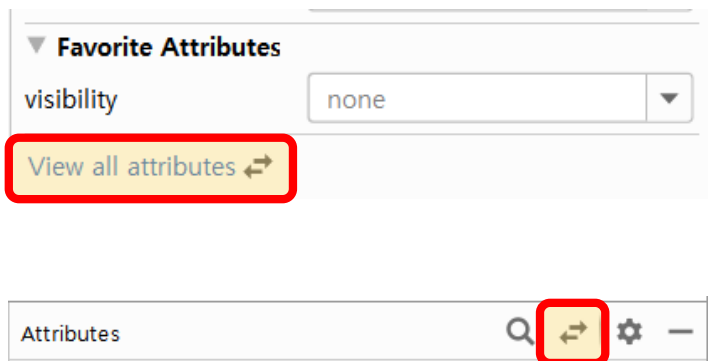 Favorite Attributes
visibility none
View all attributes
Attributes